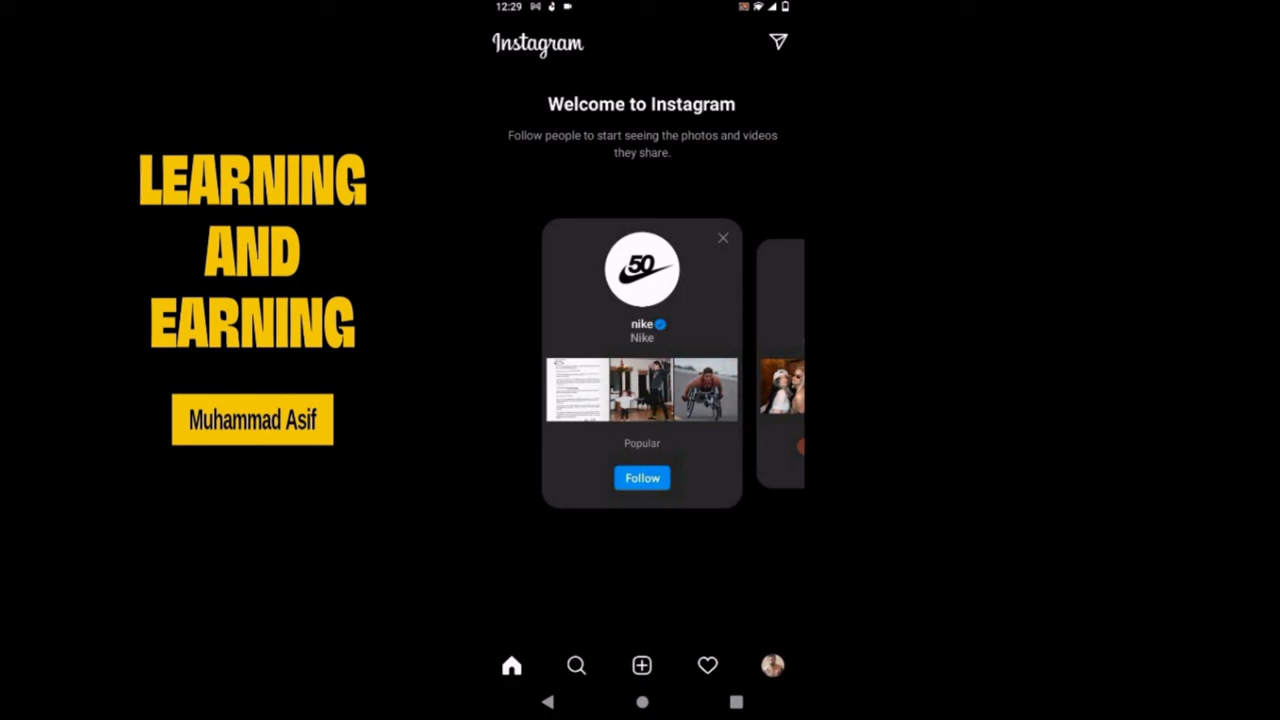 LEARNING
AND
EARNING
Muhammad Asif
12:29
Instagram
Welcome to Instagram
Follow people to start seeing the photos and videos
they share.
50
nike
Nike
Popular
Follow